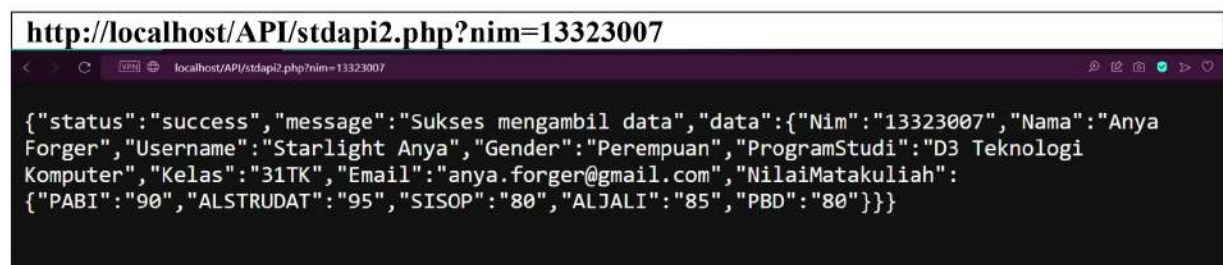 http://localhost/API/stdapi2.php?nim=13323007
VPN localhost/API/stdapi2.php?nim=13323007
{"status":"success","message":"Sukses mengambil data","data":{"Nim":"13323007","Nama":"Anya
Forger","Username":"Starlight Anya","Gender":"Perempuan","ProgramStudi":"D3 Teknologi
Komputer","Kelas":"31TK","Email":"anya.forger@gmail.com","NilaiMatakuliah":
{"PABI":"90","ALSTRUDAT":"95","SISOP":"80","ALJALI":"85","PBD":"80"}}}